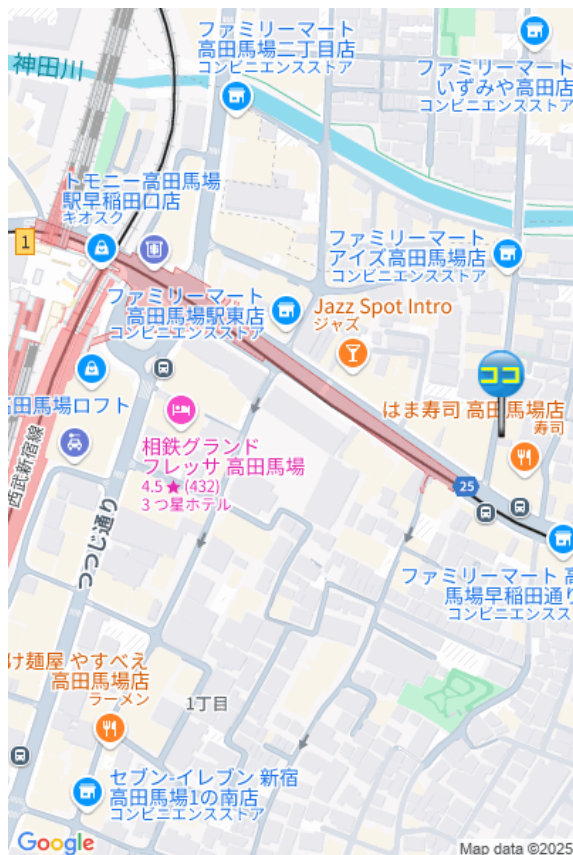 ファミリーマート
高田馬場二丁目店
コンビニエンスストア
神田川
ファミリーマート
いずみや高田店
コンビニエンスストア
トモニー高田馬場
駅早稲田口店
キオスク
1
ファミリーマート
アイズ高田馬場店
コンビニエンスストア
ファミリーマート
高田馬場駅東店
コンビニエンスストア
Jazz Spot Intro
ジャズ
ココ
高田馬場ロフト
はま寿司 高田馬場店
寿司
西武新宿線
相鉄グランド
フレッサ 高田馬場
4.5★(432)
3 つ星ホテル
25
つつじ通り
ファミリーマート 高
馬場早稲田通り
コンビニエンスス
け麺屋 やすべえ
高田馬場店
ラーメン
1丁目
セブン-イレブン 新宿
高田馬場1の南店
コンビニエンスストア
Google
Map data ©2025